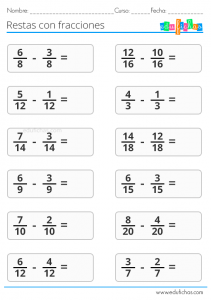 Nombre: Curso: Fecha:
Restas con fracciones
edufichas
6/8 - 3/8 =
12/16 - 10/16 =
5/12 - 1/12 =
4/3 - 1/3 =
7/14 - 3/14 =
14/18 - 12/18 =
6/9 - 3/9 =
6/15 - 3/15 =
7/10 - 2/10 =
8/20 - 4/20 =
6/12 - 4/12 =
3/7 - 2/7 =
www.edufichas.com